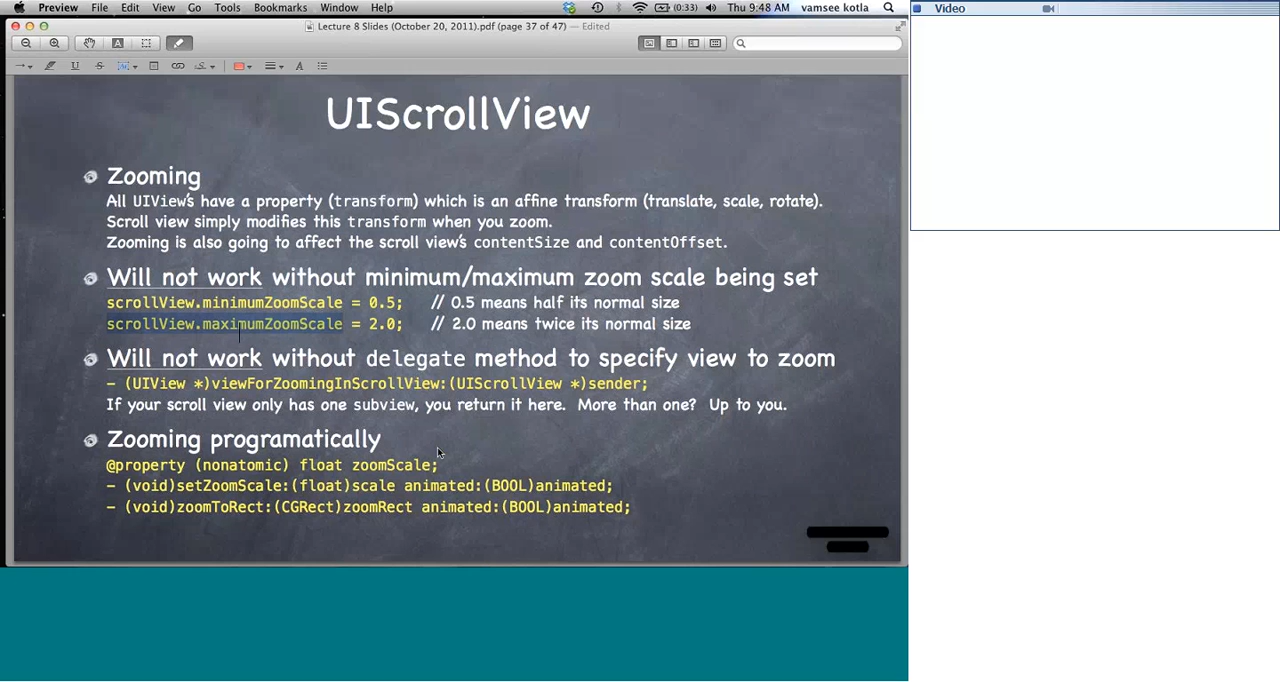 Preview File Edit View Go Tools Bookmarks Window Help (0:33) Thu 9:48 AM vamsee kotla
Video
Lecture 8 Slides (October 20, 2011).pdf (page 37 of 47) — Edited
UIScrollView
Zooming
All UIView's have a property (transform) which is an affine transform (translate, scale, rotate).
Scroll view simply modifies this transform when you zoom.
Zooming is also going to affect the scroll view's contentSize and contentOffset.
Will not work without minimum/maximum zoom scale being set
scrollView.minimumZoomScale = 0.5; // 0.5 means half its normal size
scrollView.maximumZoomScale = 2.0; // 2.0 means twice its normal size
Will not work without delegate method to specify view to zoom
- (UIView *)viewForZoomingInScrollView:(UIScrollView *)sender;
If your scroll view only has one subview, you return it here. More than one? Up to you.
Zooming programatically
@property (nonatomic) float zoomScale;
- (void)setZoomScale:(float)scale animated:(BOOL)animated;
- (void)zoomToRect:(CGRect)zoomRect animated:(BOOL)animated;